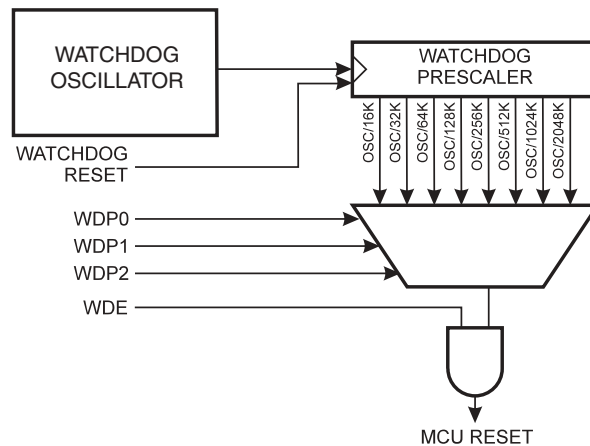 WATCHDOG
OSCILLATOR
WATCHDOG
PRESCALER
OSC/16K
OSC/32K
OSC/64K
OSC/128K
OSC/256K
OSC/512K
OSC/1024K
OSC/2048K
WATCHDOG
RESET
WDP0
WDP1
WDP2
WDE
MCU RESET